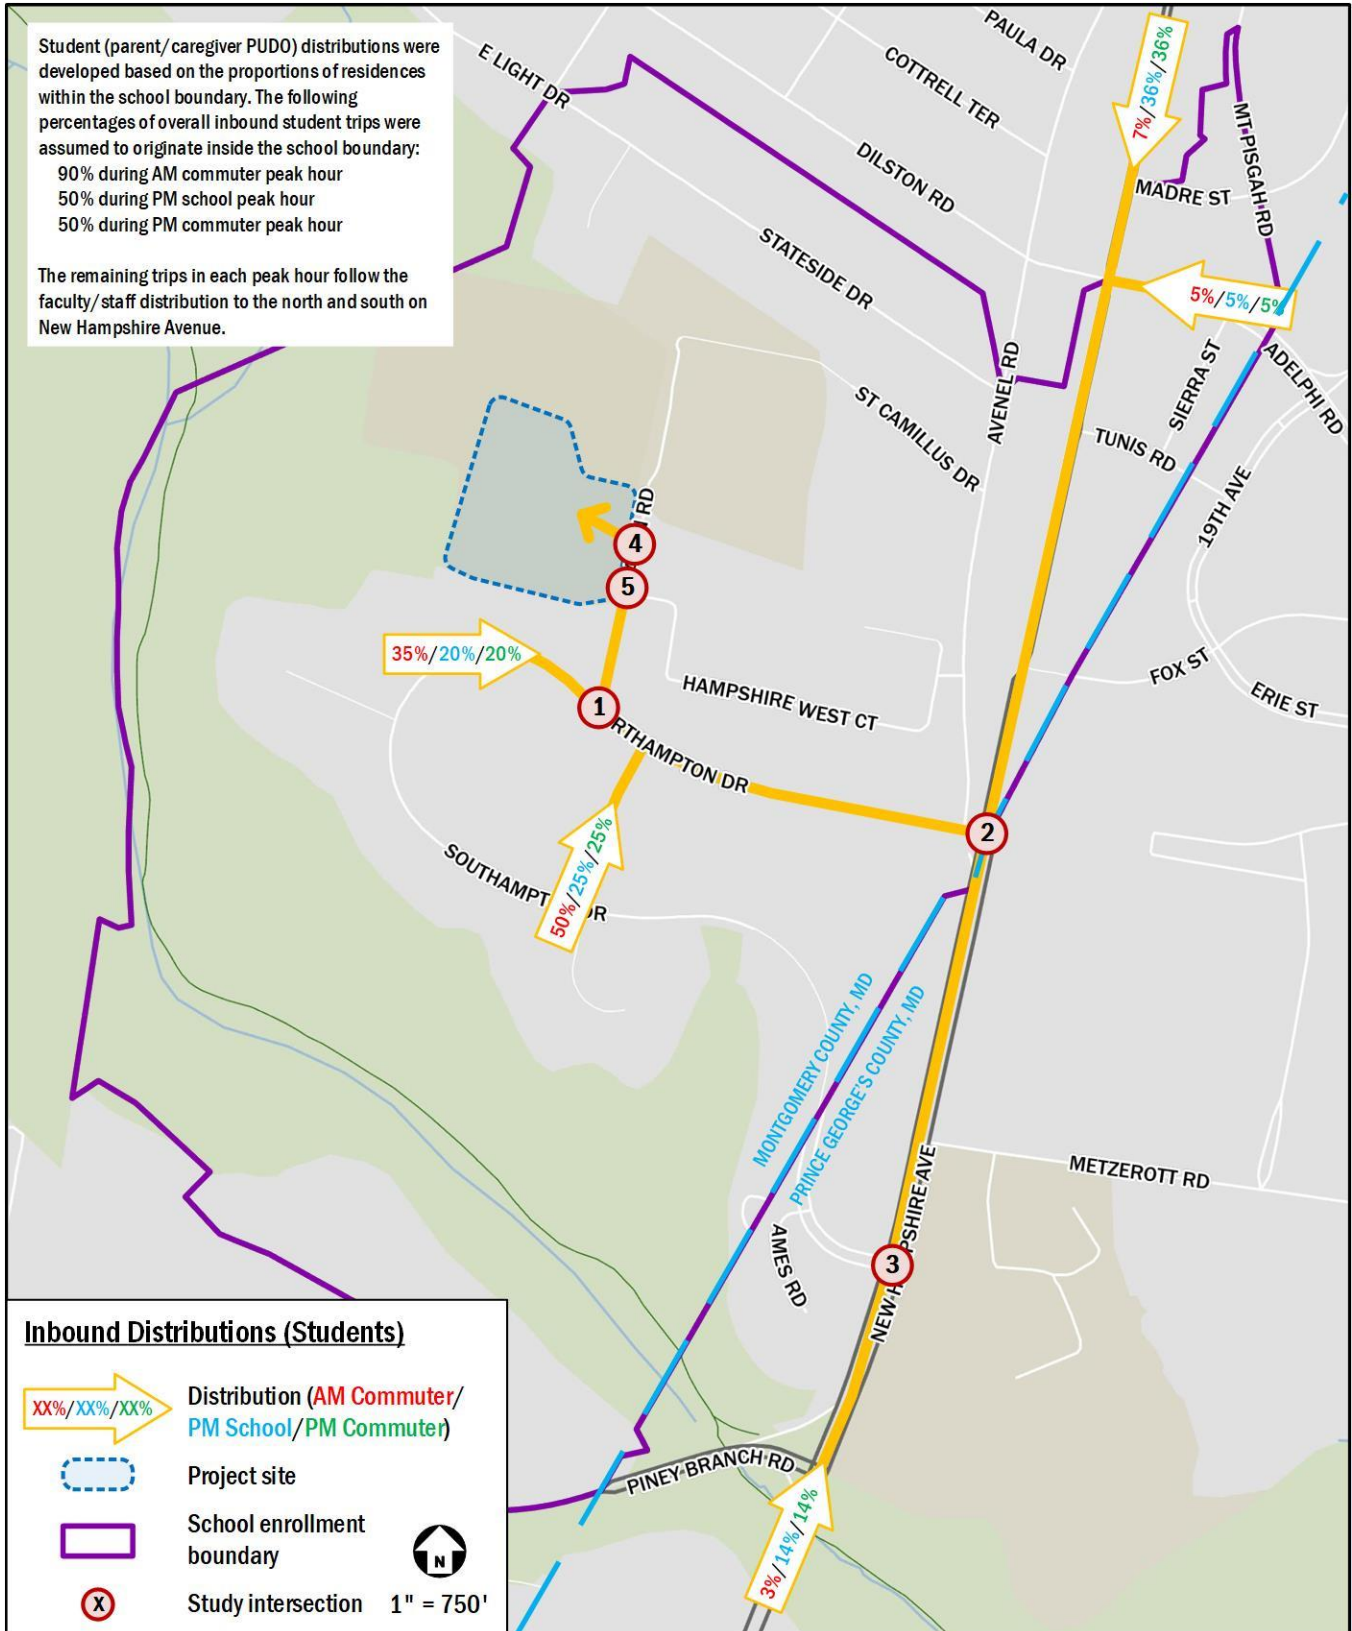 Student (parent/caregiver PUDO) distributions were
developed based on the proportions of residences
within the school boundary. The following
percentages of overall inbound student trips were
assumed to originate inside the school boundary:
90% during AM commuter peak hour
50% during PM school peak hour
50% during PM commuter peak hour
The remaining trips in each peak hour follow the
faculty/staff distribution to the north and south on
New Hampshire Avenue.
E LIGHT DR
PAULA DR
COTTRELL TER
DILSTON RD
STATESIDE DR
7%/36%/36%
MADRE ST
MT PISGAH RD
5%/5%/5%
SIERRA ST
ADELPHI RD
AVENEL RD
ST CAMILLUS DR
TUNIS RD
19TH AVE
RD
4
5
35%/20%/20%
1
HAMPSHIRE WEST CT
FOX ST
ERIE ST
RTHAMPTON DR
2
50%/25%/25%
SOUTHAMPT
DR
MONTGOMERY COUNTY, MD
PRINCE GEORGE'S COUNTY, MD
METZEROTT RD
AMES RD
3
NEW H
PSHIRE AVE
PINEY BRANCH RD
3%/14%/14%
Inbound Distributions (Students)
XX%/XX%/XX%
Distribution (AM Commuter/
PM School/PM Commuter)
Project site
School enrollment
boundary
N
X
Study intersection
1" = 750'